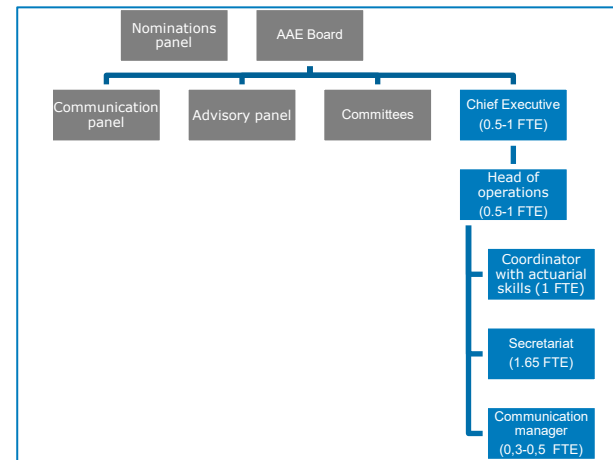 Nominations
panel
AAE Board
Communication
panel
Advisory panel
Committees
Chief Executive
(0.5-1 FTE)
Head of
operations
(0.5-1 FTE)
Coordinator
with actuarial
skills (1 FTE)
Secretariat
(1.65 FTE)
Communication
manager
(0,3-0,5 FTE)